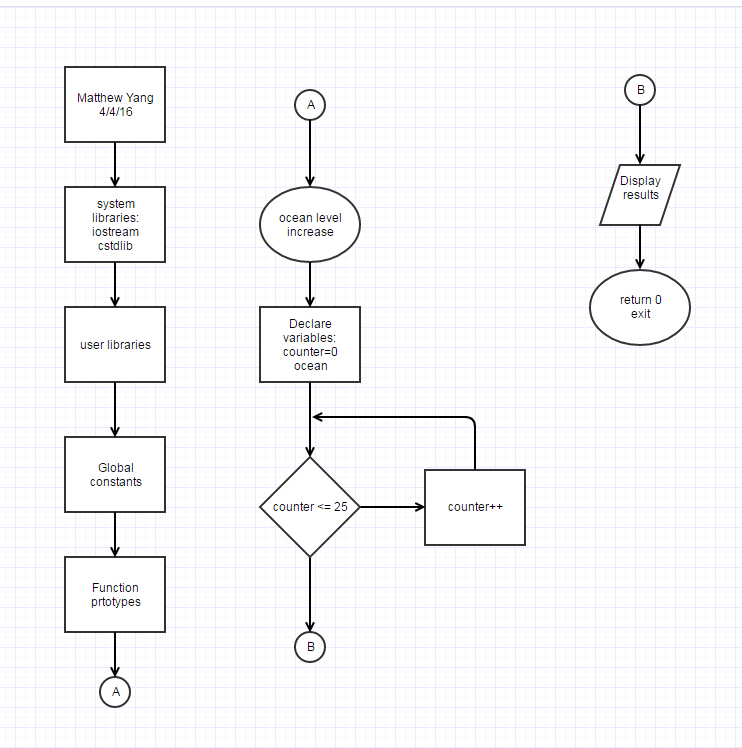 Matthew Yang
4/4/16
system
libraries:
iostream
cstdlib
user libraries
Global
constants
Function
prtotypes
A
A
ocean level
increase
Declare
variables:
counter=0
ocean
counter <= 25
counter++
B
B
Display
results
return 0
exit